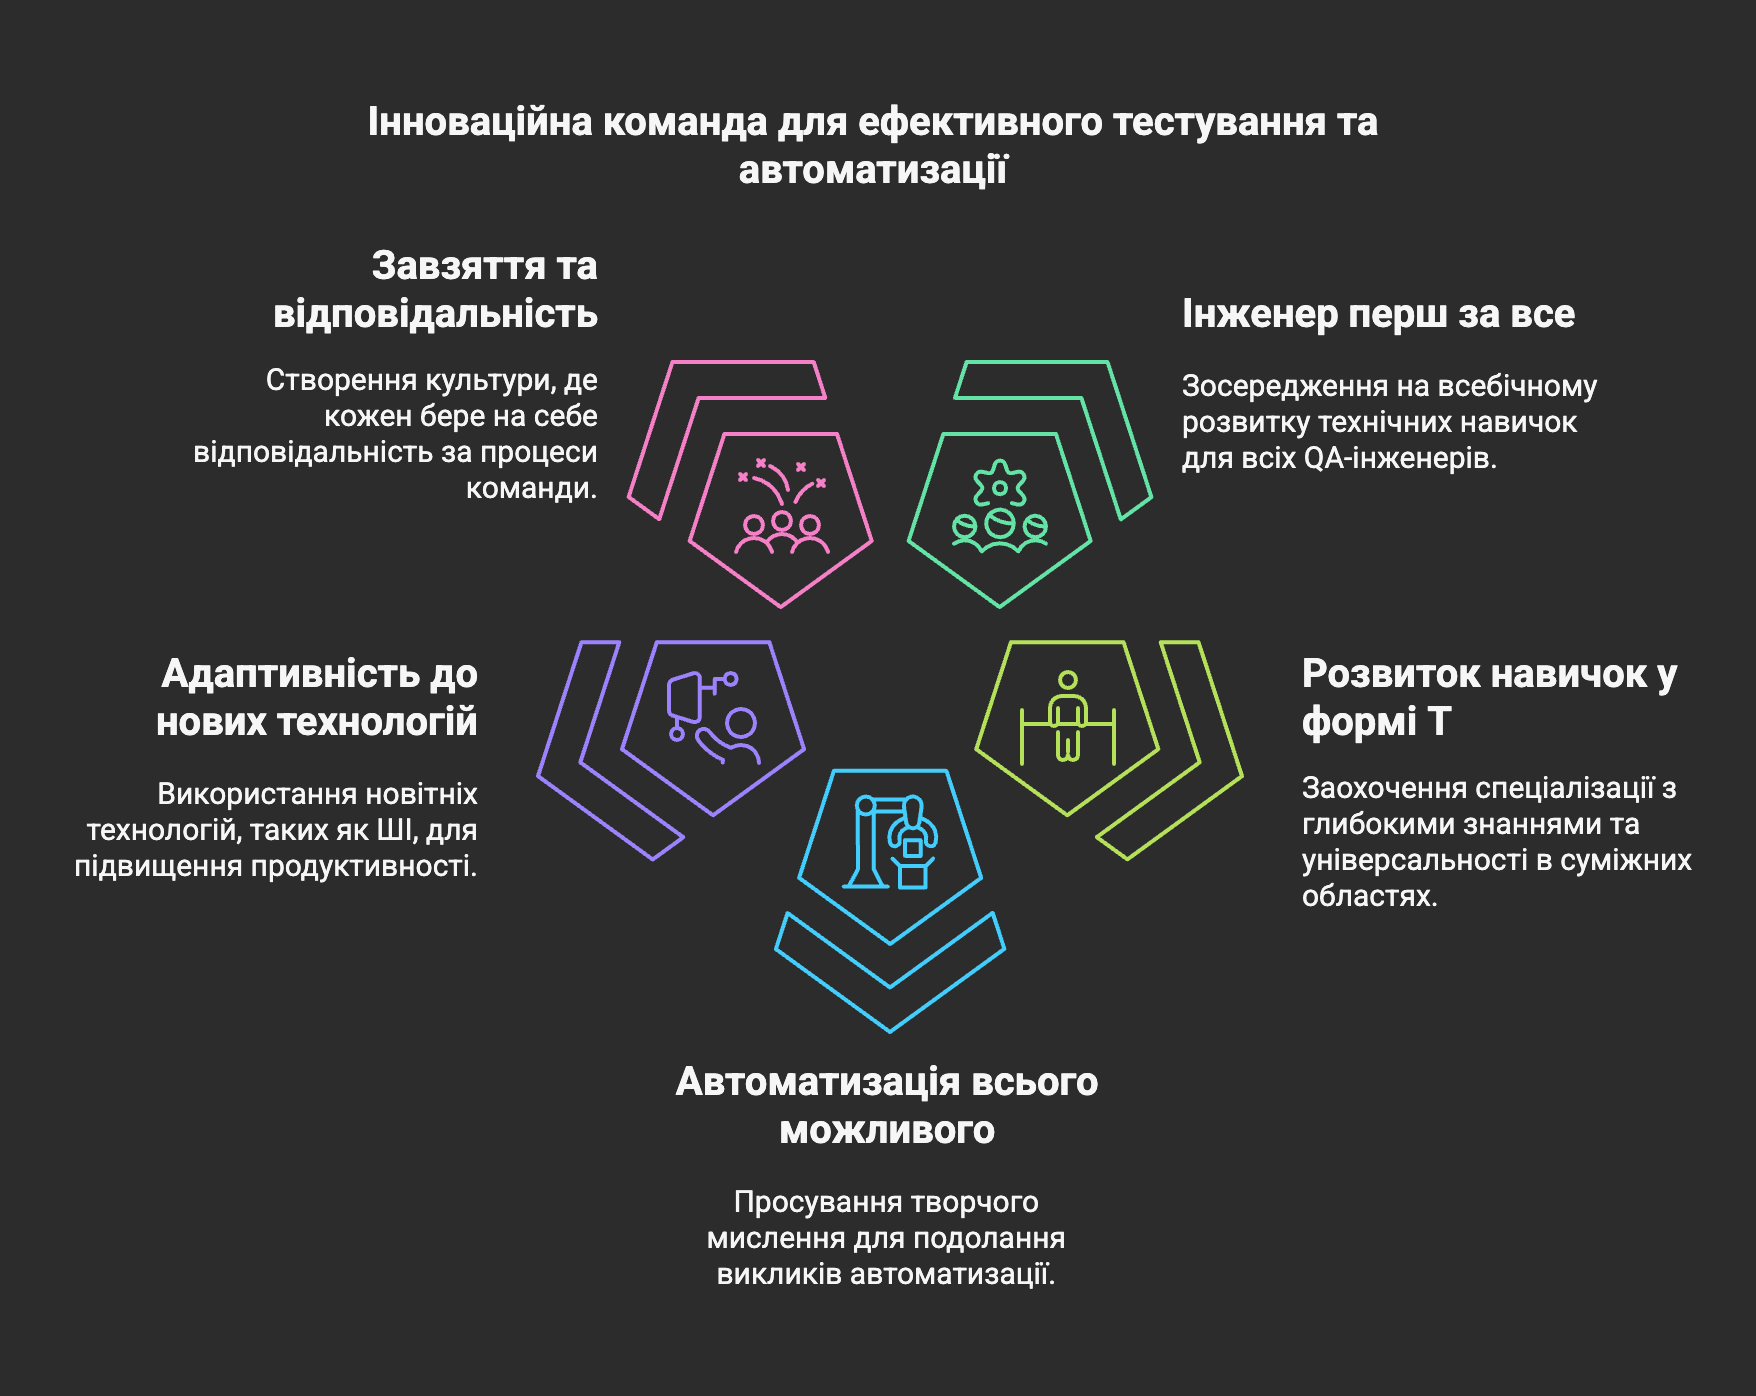 Інноваційна команда для ефективного тестування та
автоматизації
Завзяття та
відповідальність
Створення культури, де
кожен бере на себе
відповідальність за процеси
команди.
Інженер перш за все
Зосередження на всебічному
розвитку технічних навичок
для всіх QA-інженерів.
Адаптивність до
нових технологій
Використання новітніх
технологій, таких як ШІ, для
підвищення продуктивності.
Розвиток навичок у
формі Т
Заохочення спеціалізації з
глибокими знаннями та
універсальності в суміжних
областях.
Автоматизація всього
можливого
Просування творчого
мислення для подолання
викликів автоматизації.